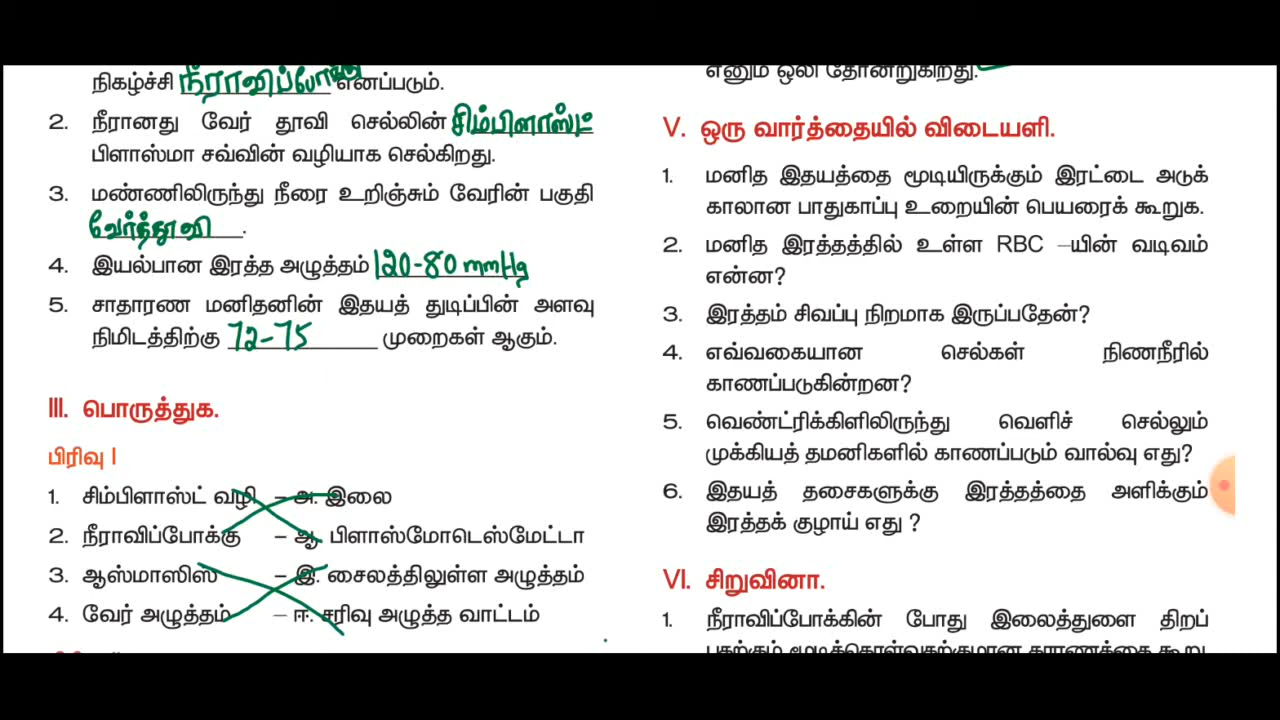 நிகழ்ச்சி நீராவிப்போக்கு எனப்படும்.
2. நீரானது வேர் தூவி செல்லின் சிம்பிளாஸ்ட்
பிளாஸ்மா சவ்வின் வழியாக செல்கிறது.
3. மண்ணிலிருந்து நீரை உறிஞ்சும் வேரின் பகுதி
வேர்த்தூவி.
4. இயல்பான இரத்த அழுத்தம் 120-80 mmHg
5. சாதாரண மனிதனின் இதயத் துடிப்பின் அளவு
நிமிடத்திற்கு 72-75 முறைகள் ஆகும்.
III. பொருத்துக.
பிரிவு I
1. சிம்பிளாஸ்ட் வழி – அ. இலை
2. நீராவிப்போக்கு – ஆ. பிளாஸ்மோடெஸ்மேட்டா
3. ஆஸ்மாஸிஸ் – இ. சைலத்திலுள்ள அழுத்தம்
4. வேர் அழுத்தம் – ஈ. சரிவு அழுத்த வாட்டம்
எனும் ஒலி தோன்றுகிறது.
V. ஒரு வார்த்தையில் விடையளி.
1. மனித இதயத்தை மூடியிருக்கும் இரட்டை அடுக்
காலான பாதுகாப்பு உறையின் பெயரைக் கூறுக.
2. மனித இரத்தத்தில் உள்ள RBC –யின் வடிவம்
என்ன?
3. இரத்தம் சிவப்பு நிறமாக இருப்பதேன்?
4. எவ்வகையான செல்கள் நிணநீரில்
காணப்படுகின்றன?
5. வெண்ட்ரிக்கிளிலிருந்து வெளிச் செல்லும்
முக்கியத் தமனிகளில் காணப்படும் வால்வு எது?
6. இதயத் தசைகளுக்கு இரத்தத்தை அளிக்கும்
இரத்தக் குழாய் எது ?
VI. சிறுவினா.
1. நீராவிப்போக்கின் போது இலைத்துளை திறப்
பதற்கும் மூடிக்கொள்வதற்குமான காரணத்தை கூறு.